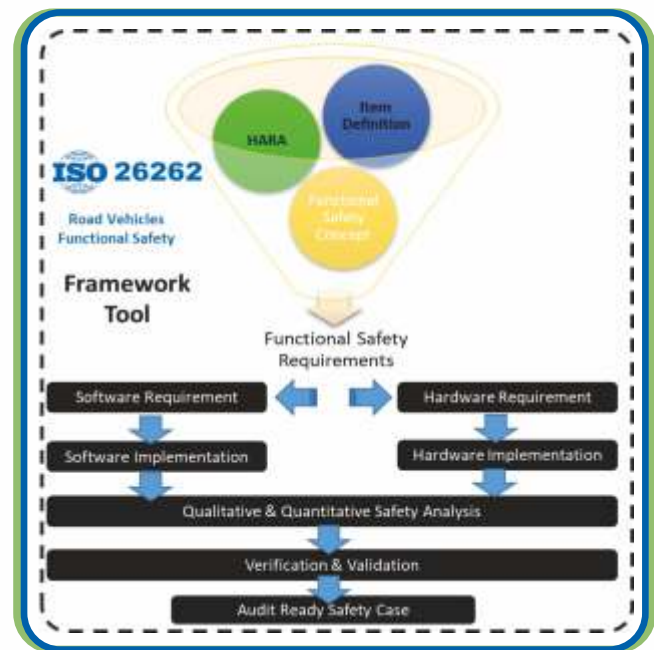 Item
Definition
HARA
ISO 26262
Functional
Safety
Concept
Road Vehicles
Functional Safety
Framework
Tool
Functional Safety
Requirements
Software Requirement
Hardware Requirement
Software Implementation
Hardware Implementation
Qualitative & Quantitative Safety Analysis
Verification & Validation
Audit Ready Safety Case